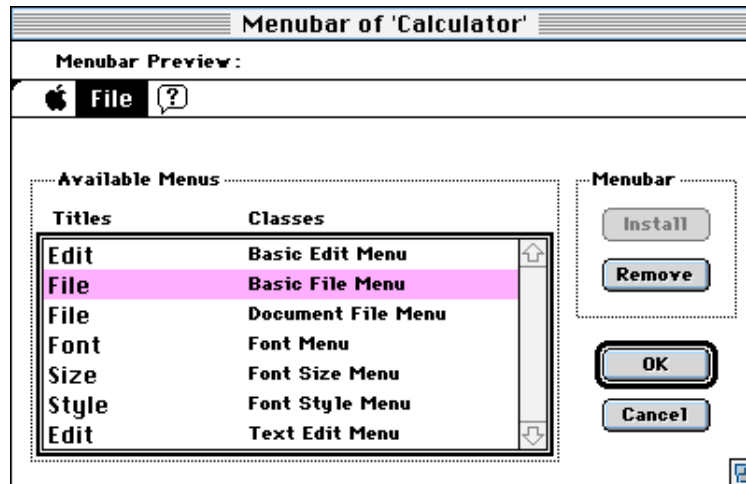 Menubar of 'Calculator'
Menubar Preview:
File ?
Available Menus
Titles Classes
Edit Basic Edit Menu
File Basic File Menu
File Document File Menu
Font Font Menu
Size Font Size Menu
Style Font Style Menu
Edit Text Edit Menu
Menubar
Install
Remove
OK
Cancel